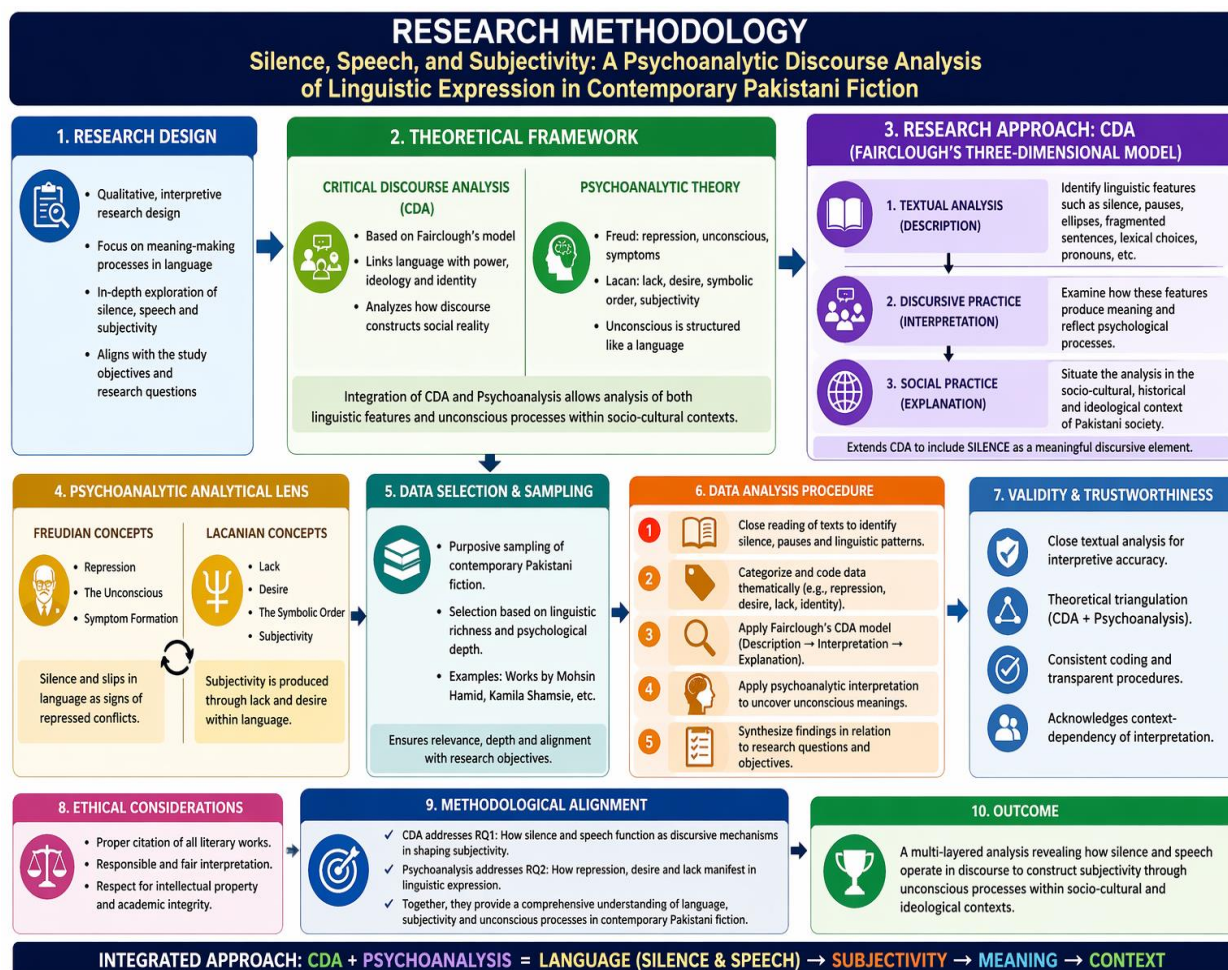 RESEARCH METHODOLOGY
Silence, Speech, and Subjectivity: A Psychoanalytic Discourse Analysis
of Linguistic Expression in Contemporary Pakistani Fiction
1. RESEARCH DESIGN
• Qualitative, interpretive
research design
• Focus on meaning-making
processes in language
• In-depth exploration of
silence, speech and
subjectivity
• Aligns with the study
objectives and
research questions
2. THEORETICAL FRAMEWORK
CRITICAL DISCOURSE ANALYSIS
(CDA)
• Based on Fairclough's model
• Links language with power,
ideology and identity
• Analyzes how discourse
constructs social reality
PSYCHOANALYTIC THEORY
• Freud: repression, unconscious,
symptoms
• Lacan: lack, desire, symbolic
order, subjectivity
• Unconscious is structured
like a language
Integration of CDA and Psychoanalysis allows analysis of both
linguistic features and unconscious processes within socio-cultural contexts.
3. RESEARCH APPROACH: CDA
(FAIRCLOUGH'S THREE-DIMENSIONAL MODEL)
1. TEXTUAL ANALYSIS
(DESCRIPTION)
Identify linguistic features
such as silence, pauses,
ellipses, fragmented
sentences, lexical choices,
pronouns, etc.
2. DISCURSIVE PRACTICE
(INTERPRETATION)
Examine how these features
produce meaning and
reflect psychological
processes.
3. SOCIAL PRACTICE
(EXPLANATION)
Situate the analysis in the
socio-cultural, historical
and ideological context
of Pakistani society.
Extends CDA to include SILENCE as a meaningful discursive element.
4. PSYCHOANALYTIC ANALYTICAL LENS
FREUDIAN CONCEPTS
• Repression
• The Unconscious
• Symptom Formation
Silence and slips in
language as signs of
repressed conflicts.
LACANIAN CONCEPTS
• Lack
• Desire
• The Symbolic Order
• Subjectivity
Subjectivity is produced
through lack and desire
within language.
5. DATA SELECTION & SAMPLING
• Purposive sampling of
contemporary Pakistani
fiction.
• Selection based on linguistic
richness and psychological
depth.
• Examples: Works by Mohsin
Hamid, Kamila Shamsie, etc.
Ensures relevance, depth and alignment
with research objectives.
6. DATA ANALYSIS PROCEDURE
1 Close reading of texts to identify
silence, pauses and linguistic patterns.
2 Categorize and code data
thematically (e.g., repression,
desire, lack, identity).
3 Apply Fairclough's CDA model
(Description → Interpretation →
Explanation).
4 Apply psychoanalytic interpretation
to uncover unconscious meanings.
5 Synthesize findings in relation
to research questions and
objectives.
7. VALIDITY & TRUSTWORTHINESS
Close textual analysis for
interpretive accuracy.
Theoretical triangulation
(CDA + Psychoanalysis).
Consistent coding and
transparent procedures.
Acknowledges context-
dependency of interpretation.
8. ETHICAL CONSIDERATIONS
• Proper citation of all literary works.
• Responsible and fair interpretation.
• Respect for intellectual property
and academic integrity.
9. METHODOLOGICAL ALIGNMENT
✓ CDA addresses RQ1: How silence and speech function as discursive mechanisms
in shaping subjectivity.
✓ Psychoanalysis addresses RQ2: How repression, desire and lack manifest in
linguistic expression.
✓ Together, they provide a comprehensive understanding of language,
subjectivity and unconscious processes in contemporary Pakistani fiction.
10. OUTCOME
A multi-layered analysis revealing how silence and speech
operate in discourse to construct subjectivity through
unconscious processes within socio-cultural and
ideological contexts.
INTEGRATED APPROACH: CDA + PSYCHOANALYSIS = LANGUAGE (SILENCE & SPEECH) → SUBJECTIVITY → MEANING → CONTEXT